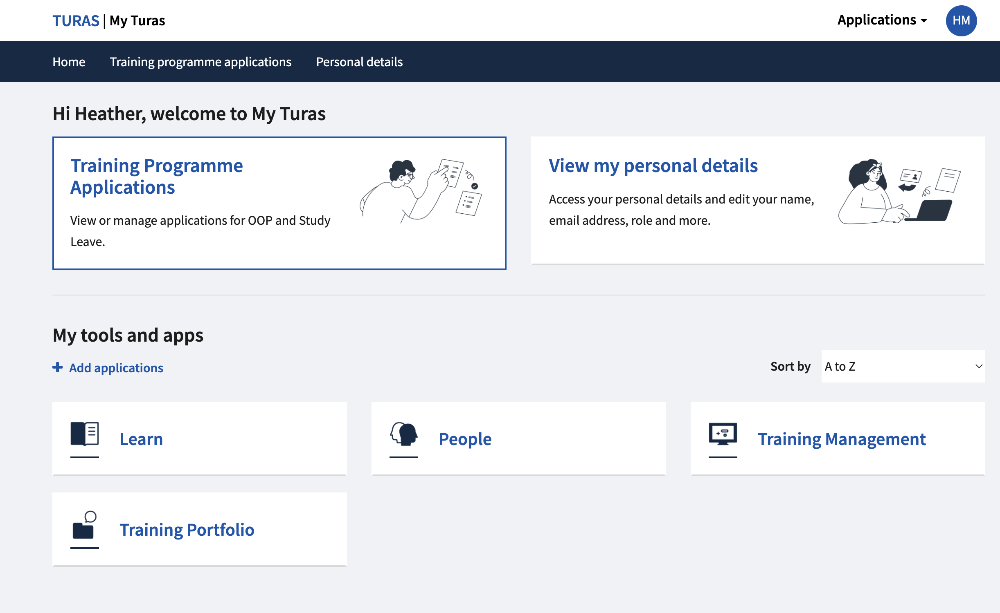 TURAS | My Turas
Applications
HM
Home Training programme applications Personal details
Hi Heather, welcome to My Turas
Training Programme
Applications
View or manage applications for OOP and Study
Leave.
View my personal details
Access your personal details and edit your name,
email address, role and more.
My tools and apps
Add applications
Sort by A to Z
Learn
People
Training Management
Training Portfolio